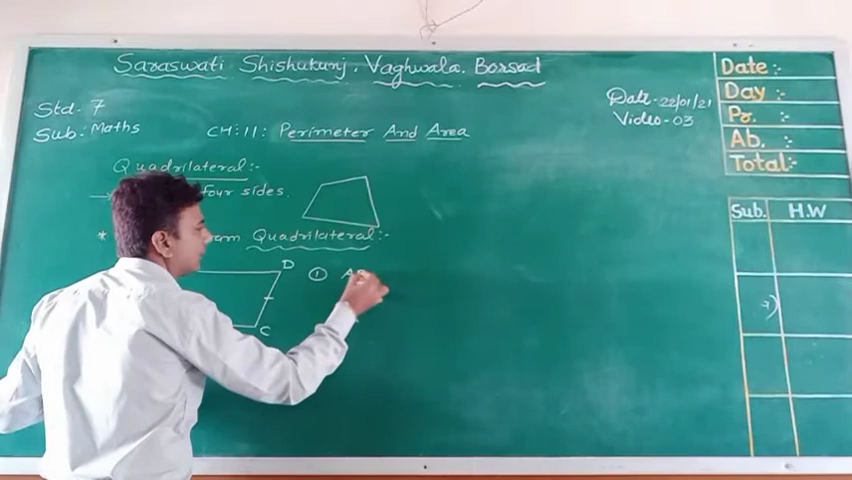 Saraswati Shishukunj, Vaghwala. Borsad
Std- 7
Sub: Maths
CH:11: Perimeter And Area
Date - 22/01/21
Video - 03
Quadrilateral :-
four sides.
* Quadrilateral :-
D
① A
C
Date :-
Day :-
Pr. :-
Ab. :-
Total:-
Sub. H.W